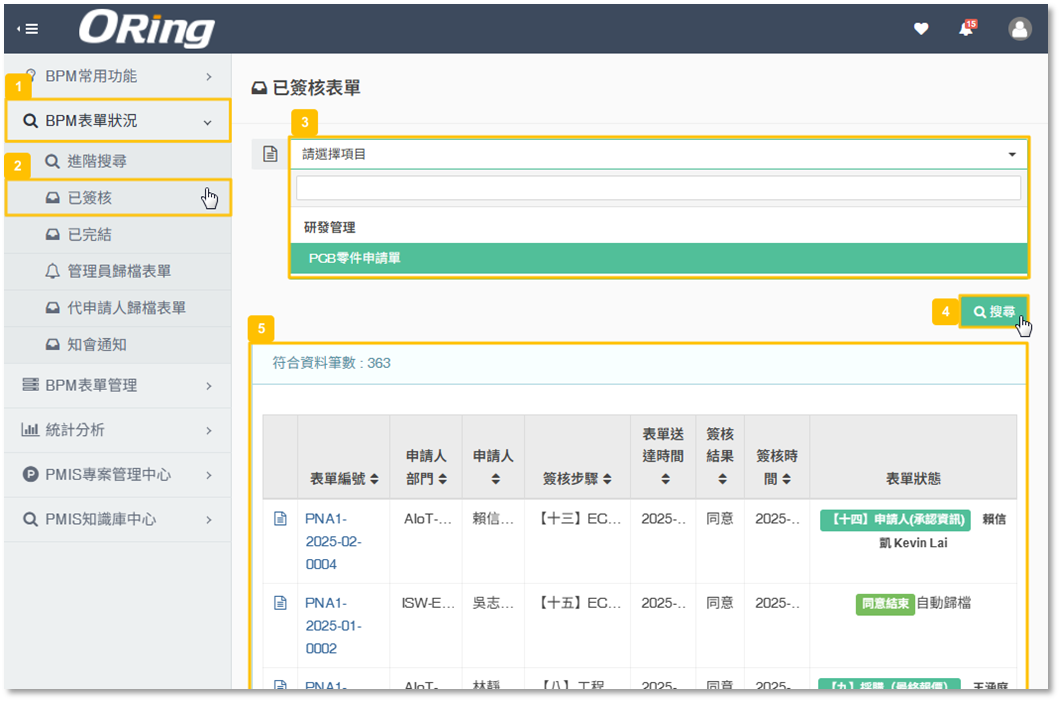 ORing
15
BPM常用功能
1
BPM表單狀況
2
進階搜尋
已簽核
已完結
管理員歸檔表單
代申請人歸檔表單
知會通知
BPM表單管理
統計分析
PMIS專案管理中心
PMIS知識庫中心
已簽核表單
3
請選擇項目
研發管理
PCB零件申請單
4
搜尋
5
符合資料筆數 : 363
表單編號
申請人
部門
申請人
簽核步驟
表單送
達時間
簽核
結果
簽核時
間
表單狀態
PNA1-
2025-02-
0004
AIoT-...
賴信...
【十三】EC...
2025-..
同意
2025-..
【十四】申請人(承認資訊) 賴信
凱 Kevin Lai
PNA1-
2025-01-
0002
ISW-E...
吳志...
【十五】EC...
2025-..
同意
2025-..
同意結束 自動歸檔
PNA1-
AIoT-
林靜
【八】工程
2025-
同意
2025-
【九】採購（最終報價）